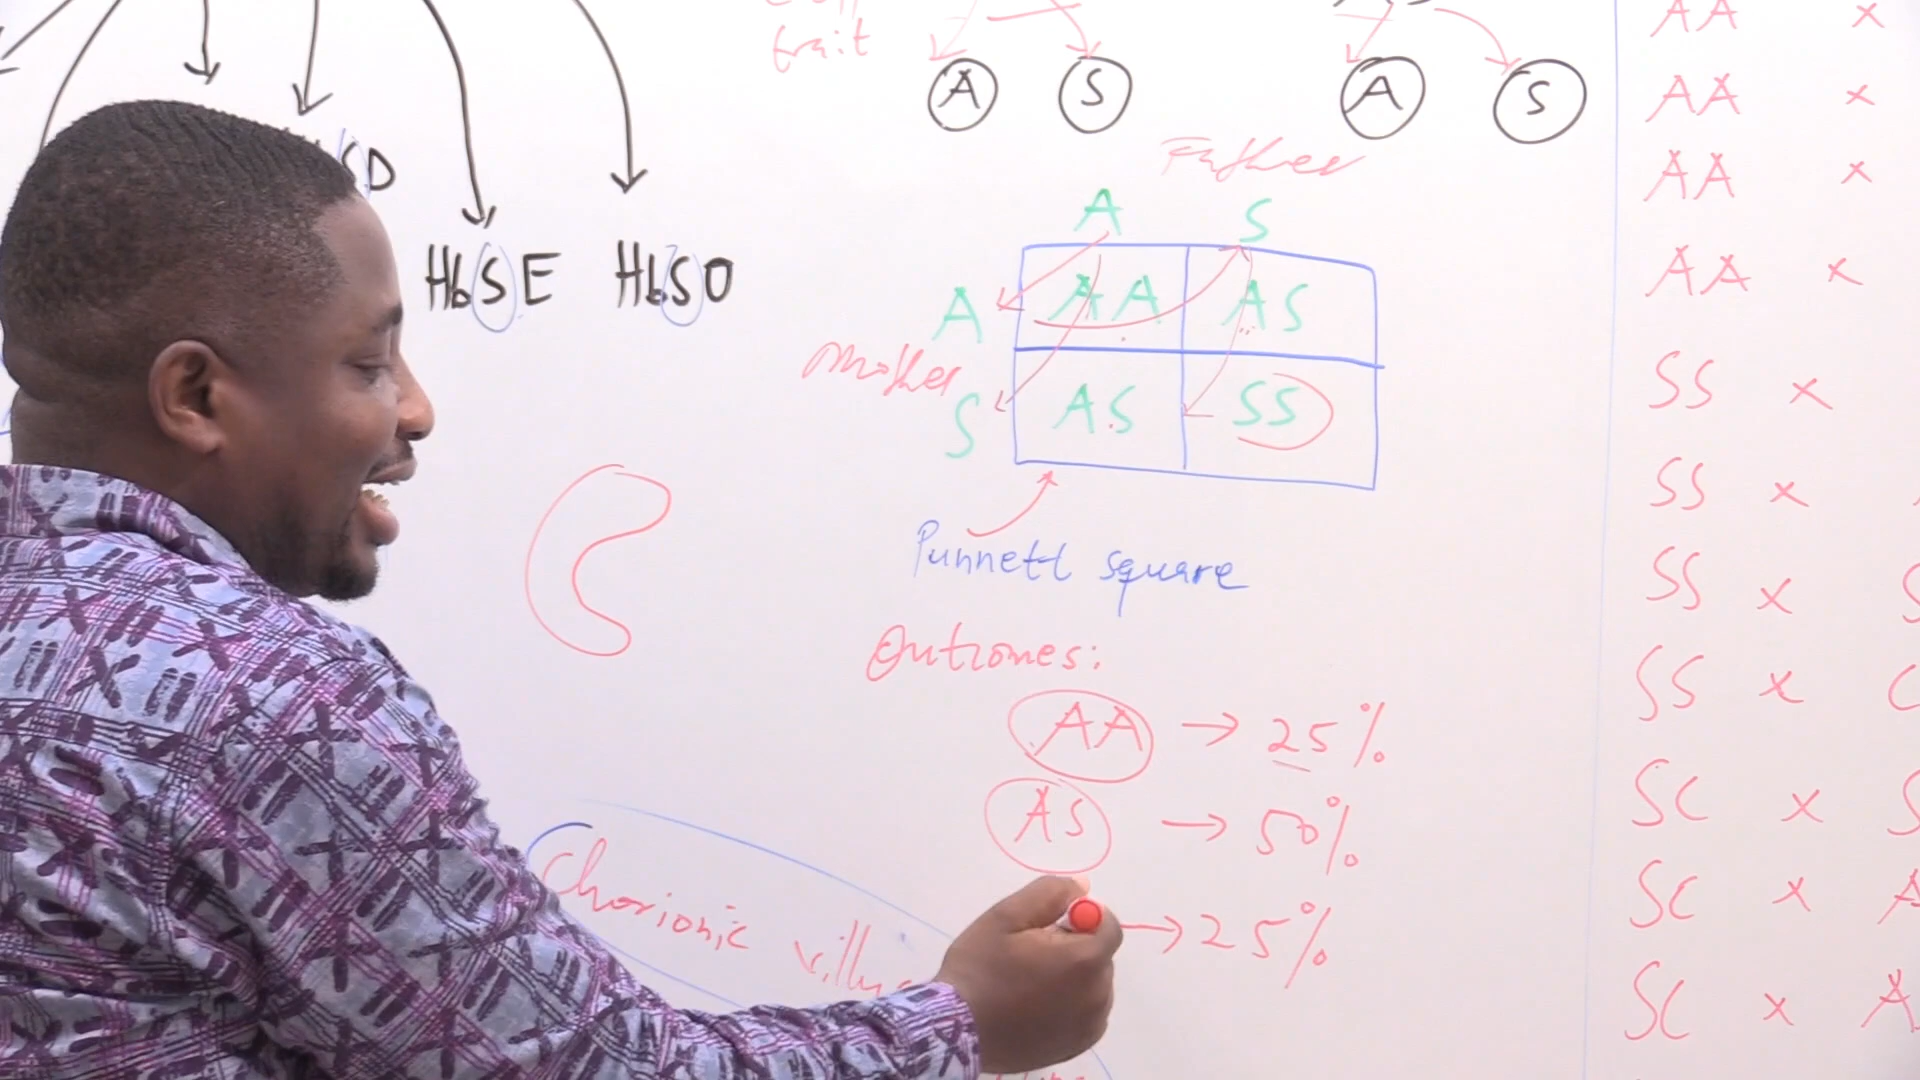 trait
A S
A S
D
HbSE HbSO
Father
A S
Mother
A AA AS
S AS SS
Punnett square
Outcomes:
AA → 25%
AS → 50%
→ 25%
Chorionic
AA x
AA x
AA x
AA x
SS x
SS x
SS x S
SS x C
SC x S
SC x A
SC x A